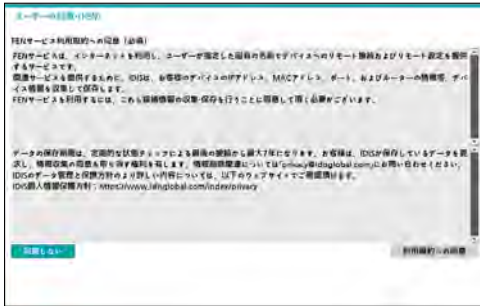 ユーザーの同意 (FEN)
FENサービス利用規約への同意 (必須)
FENサービスは、インターネットを利用し、ユーザーが指定した固有の名前でデバイスへのリモート接続およびリモート設定を提供
するサービスです。
関連サービスを提供するために、IDISは、お客様のデバイスのIPアドレス、MACアドレス、ポート、およびルーターの情報等、デバ
イス情報を収集して保存します。
FENサービスを利用するには、これら接続情報の収集・保存を行うことに同意して頂く必要がございます。
データの保存期間は、定期的な状態チェックによる最後の接続から最大7年になります。お客様は、IDISが保存しているデータを要
求し、情報収集の同意を取り消す権利を有します。情報削除関連については「privacy@idisglobal.com」にお問い合わせください。
IDISのデータ管理と保護方針のより詳しい内容については、以下のウェブサイトでご確認頂けます。
IDIS個人情報保護方針：https://www.idisglobal.com/index/privacy
同意しない
利用規約への同意